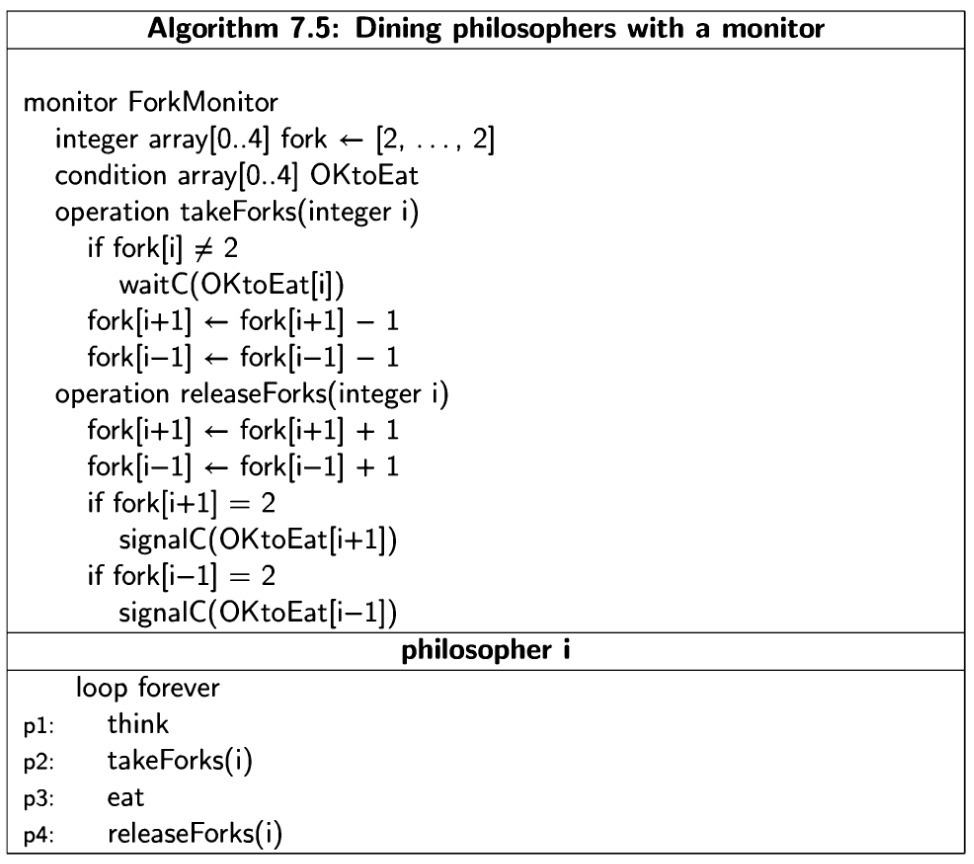 Algorithm 7.5: Dining philosophers with a monitor
monitor ForkMonitor
integer array[0..4] fork ← [2, . . . , 2]
condition array[0..4] OKtoEat
operation takeForks(integer i)
if fork[i] ≠ 2
waitC(OKtoEat[i])
fork[i+1] ← fork[i+1] − 1
fork[i−1] ← fork[i−1] − 1
operation releaseForks(integer i)
fork[i+1] ← fork[i+1] + 1
fork[i−1] ← fork[i−1] + 1
if fork[i+1] = 2
signalC(OKtoEat[i+1])
if fork[i−1] = 2
signalC(OKtoEat[i−1])
philosopher i
loop forever
p1: think
p2: takeForks(i)
p3: eat
p4: releaseForks(i)